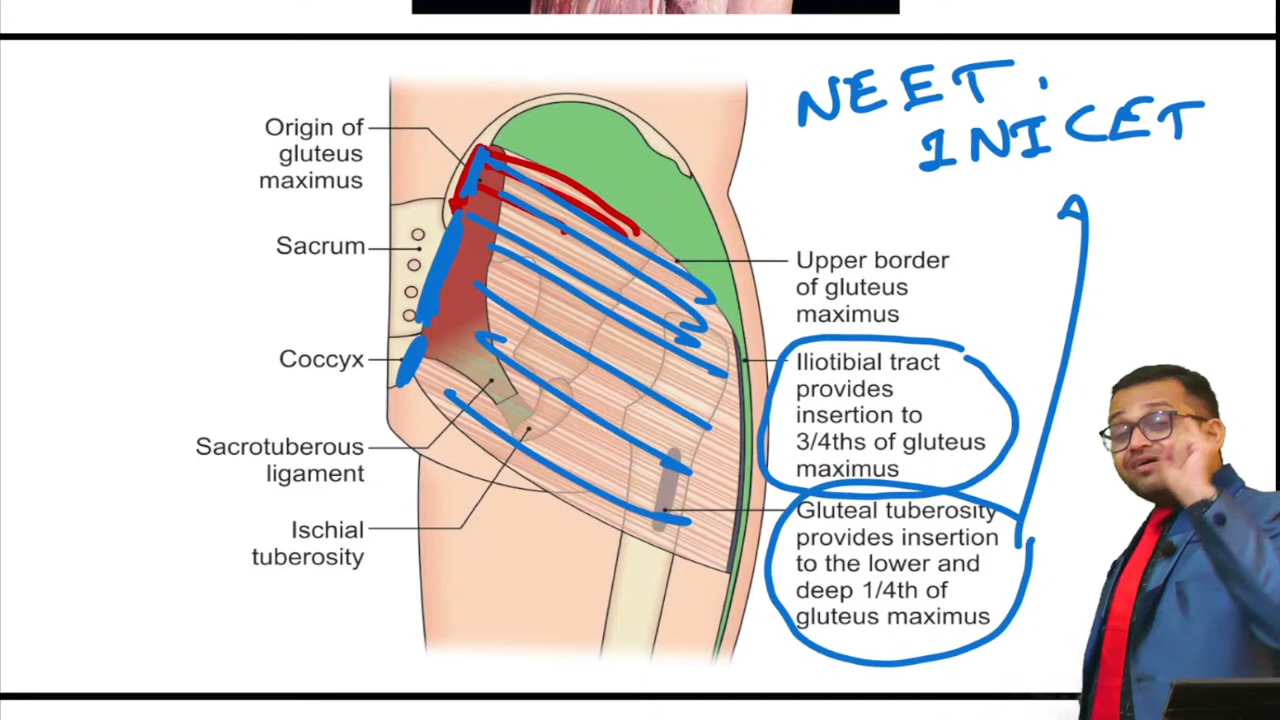 NEET.
INICET
Origin of
gluteus
maximus
Sacrum
Coccyx
Sacrotuberous
ligament
Ischial
tuberosity
Upper border
of gluteus
maximus
Iliotibial tract
provides
insertion to
3/4ths of gluteus
maximus
Gluteal tuberosity
provides insertion
to the lower and
deep 1/4th of
gluteus maximus